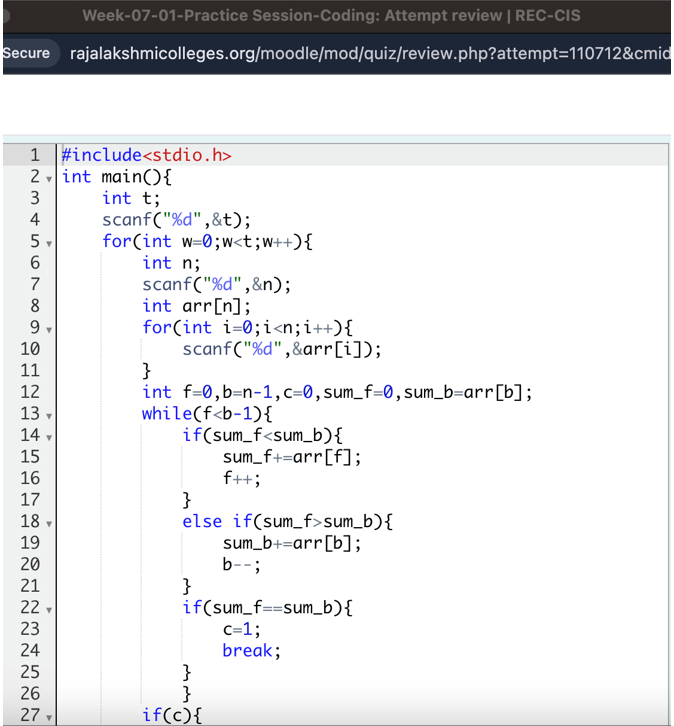 Week-07-01-Practice Session-Coding: Attempt review | REC-CIS
Secure rajalakshmicolleges.org/moodle/mod/quiz/review.php?attempt=110712&cmid
1 #include<stdio.h>
2 int main(){
3     int t;
4     scanf("%d",&t);
5     for(int w=0;w<t;w++){
6         int n;
7         scanf("%d",&n);
8         int arr[n];
9         for(int i=0;i<n;i++){
10             scanf("%d",&arr[i]);
11         }
12         int f=0,b=n-1,c=0,sum_f=0,sum_b=arr[b];
13         while(f<b-1){
14             if(sum_f<sum_b){
15                 sum_f+=arr[f];
16                 f++;
17             }
18             else if(sum_f>sum_b){
19                 sum_b+=arr[b];
20                 b--;
21             }
22             if(sum_f==sum_b){
23                 c=1;
24                 break;
25             }
26             }
27         if(c){